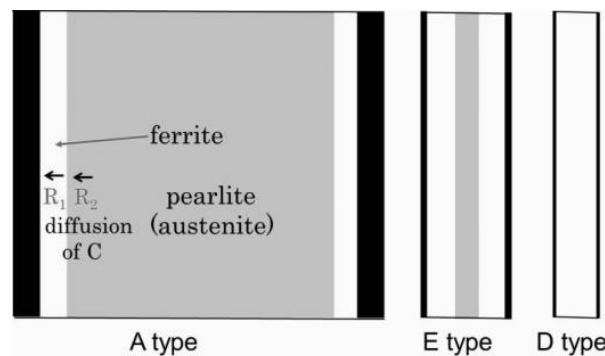 ferrite
R₁ R₂
pearlite
diffusion (austenite)
of C
A type
E type
D type